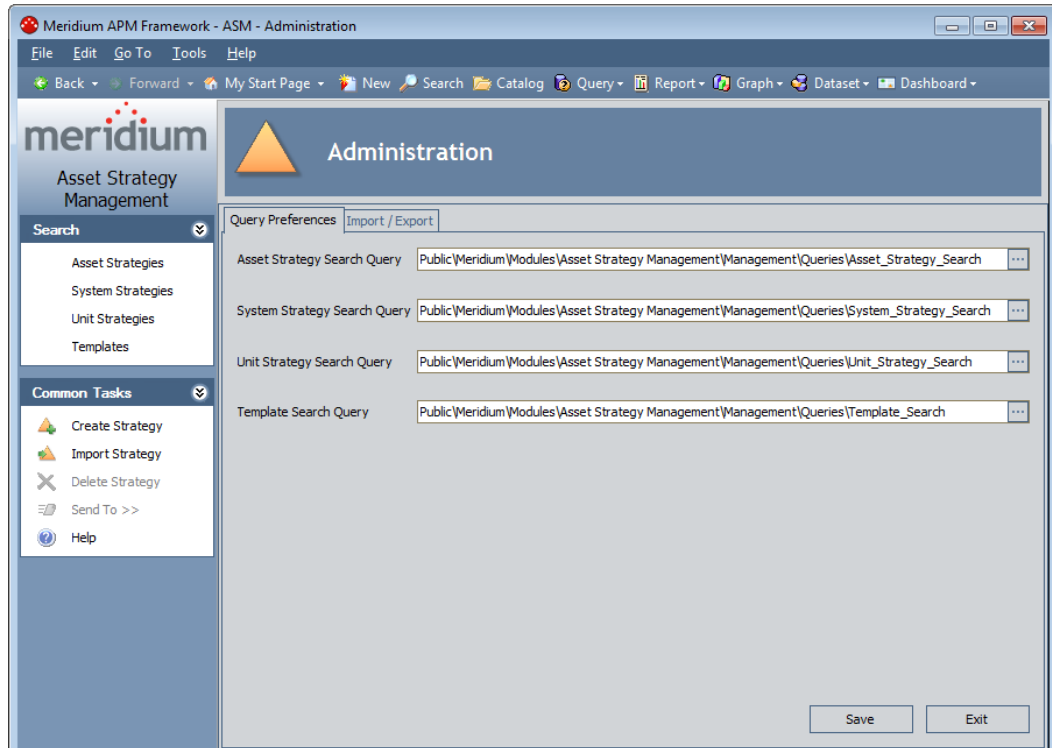 Meridium APM Framework - ASM - Administration
File Edit Go To Tools Help
Back Forward My Start Page New Search Catalog Query Report Graph Dataset Dashboard
meridium
Asset Strategy
Management
Search
Asset Strategies
System Strategies
Unit Strategies
Templates
Common Tasks
Create Strategy
Import Strategy
Delete Strategy
Send To >>
Help
Administration
Query Preferences Import / Export
Asset Strategy Search Query Public\Meridium\Modules\Asset Strategy Management\Management\Queries\Asset_Strategy_Search ...
System Strategy Search Query Public\Meridium\Modules\Asset Strategy Management\Management\Queries\System_Strategy_Search ...
Unit Strategy Search Query Public\Meridium\Modules\Asset Strategy Management\Management\Queries\Unit_Strategy_Search ...
Template Search Query Public\Meridium\Modules\Asset Strategy Management\Management\Queries\Template_Search ...
Save Exit